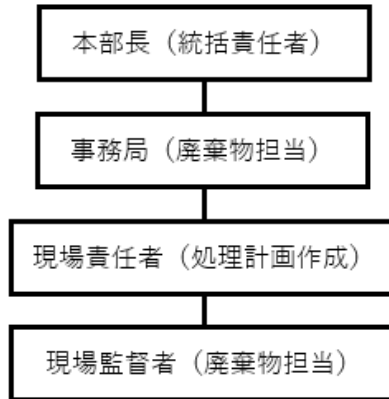 本部長（統括責任者）
事務局（廃棄物担当）
現場責任者（処理計画作成）
現場監督者（廃棄物担当）